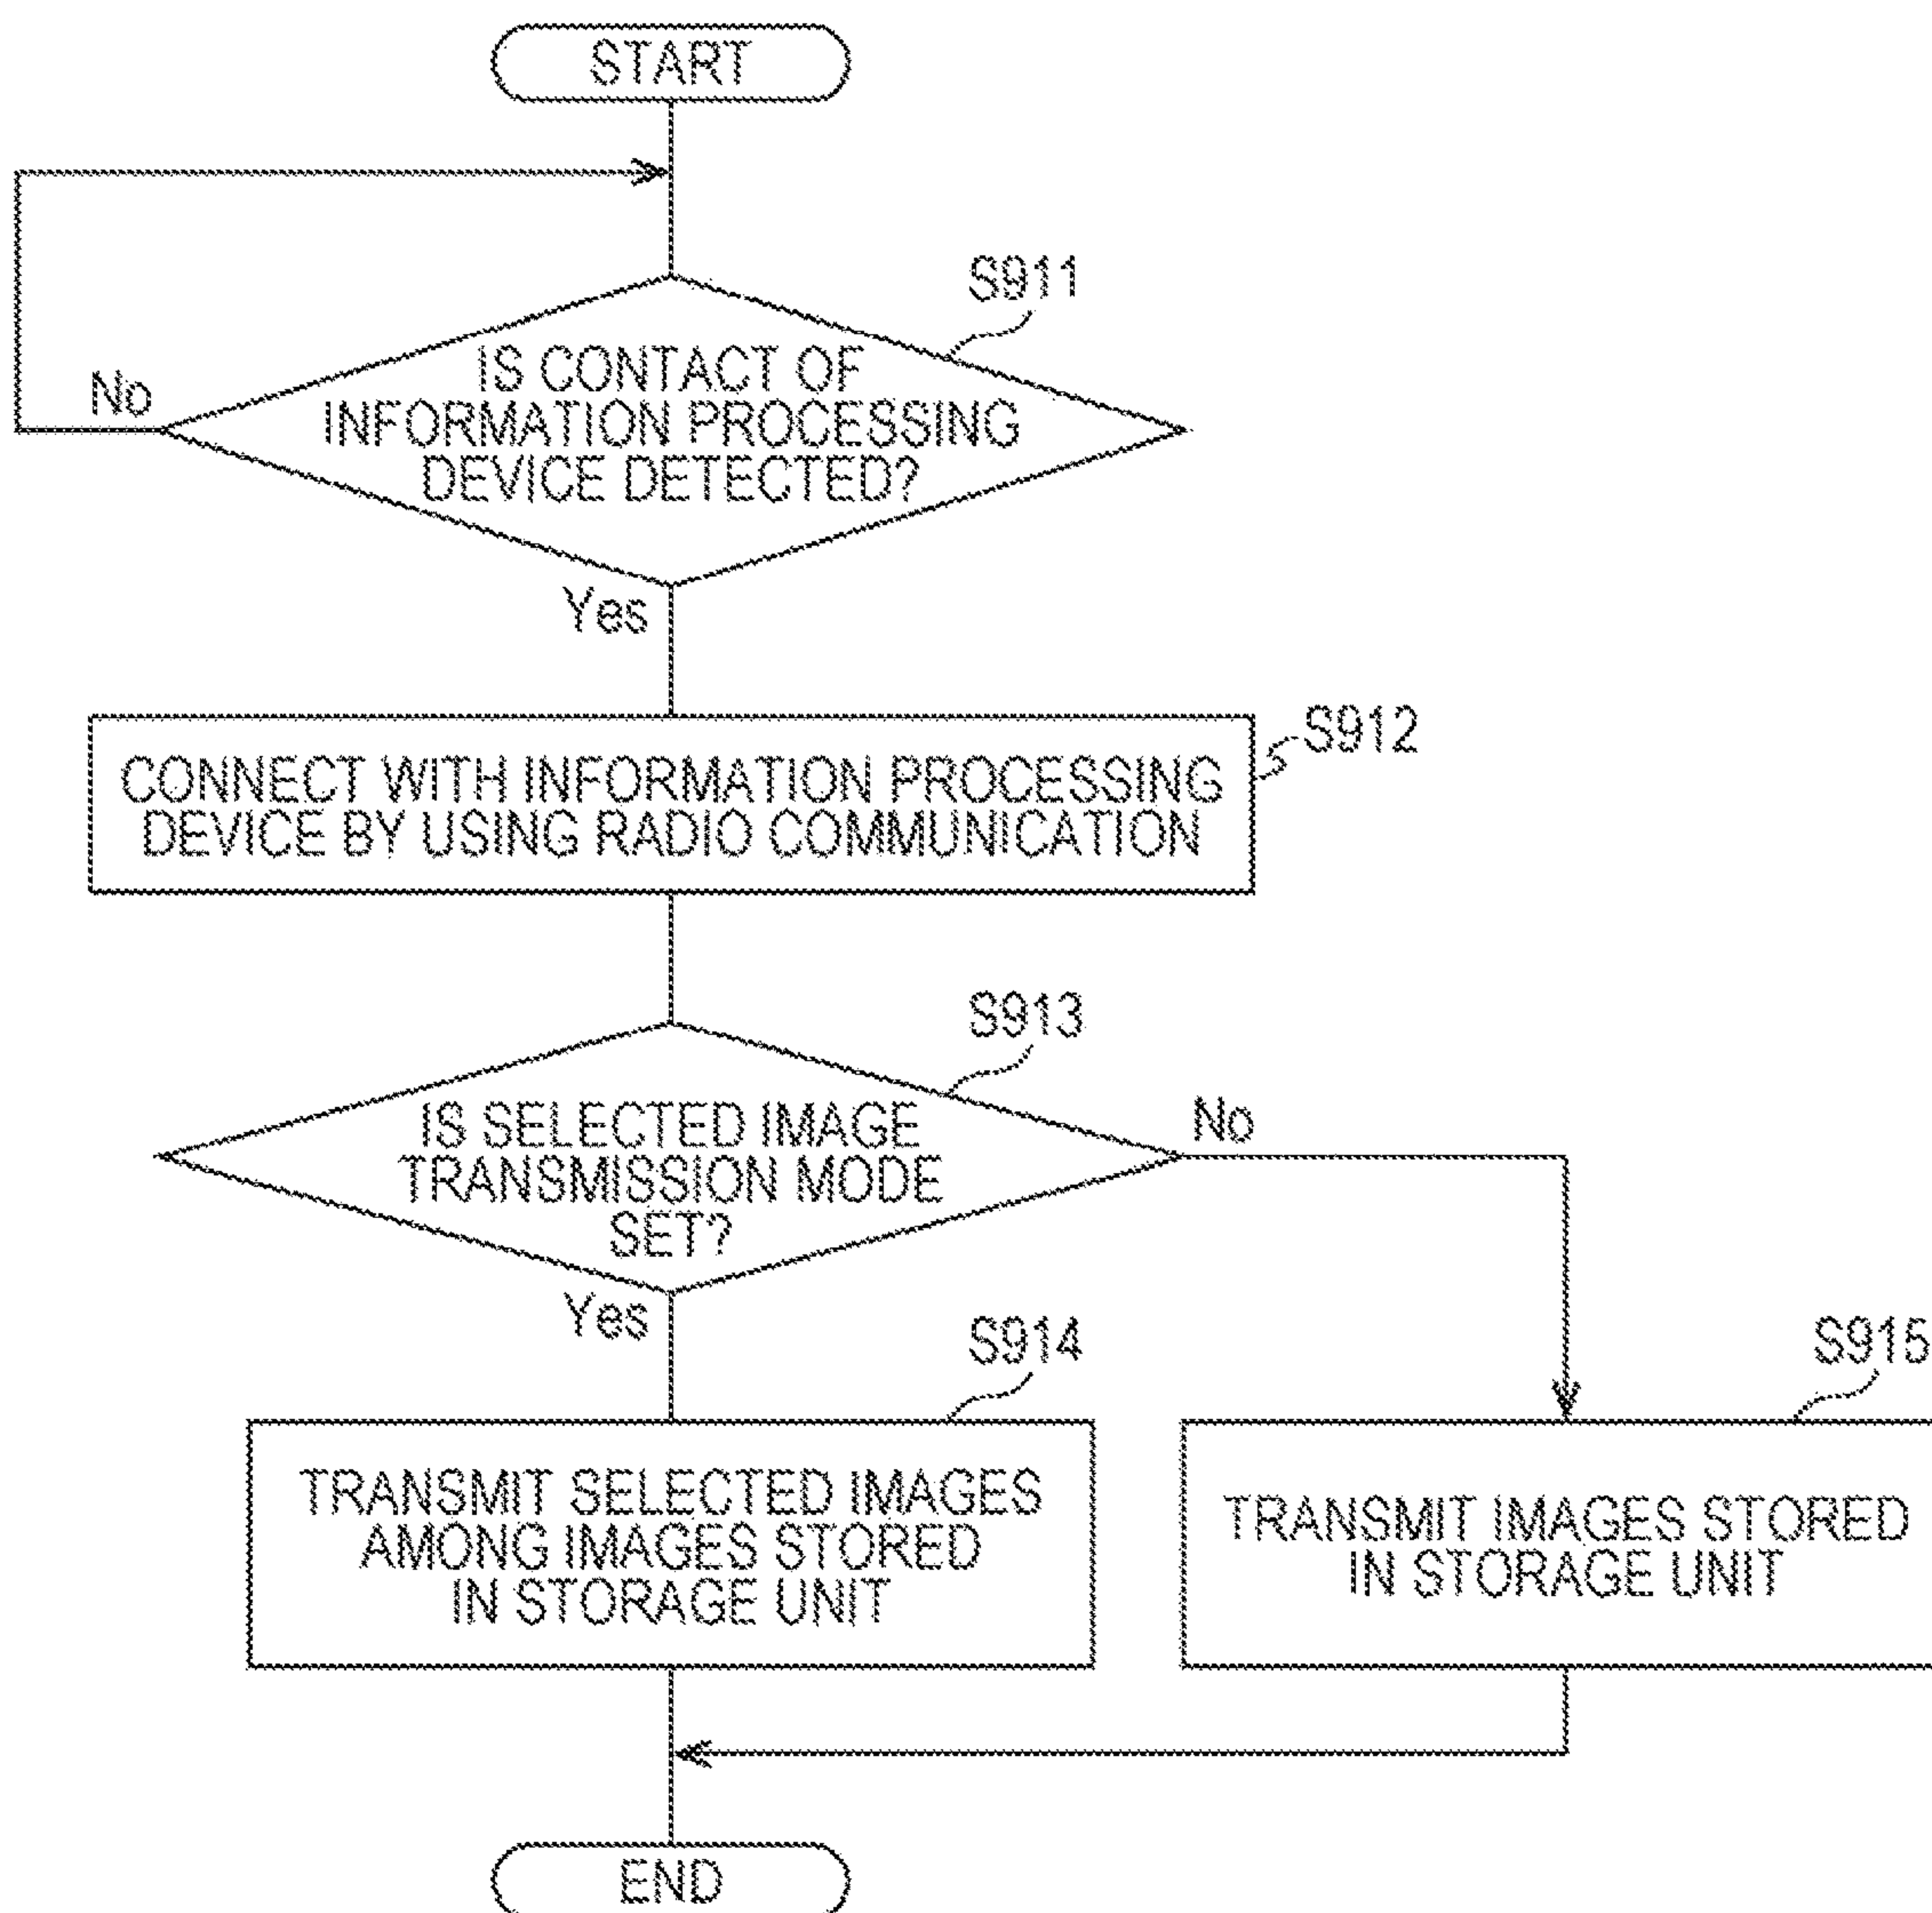 START
S911
IS CONTACT OF
INFORMATION PROCESSING
DEVICE DETECTED?
No
Yes
S912
CONNECT WITH INFORMATION PROCESSING
DEVICE BY USING RADIO COMMUNICATION
S913
IS SELECTED IMAGE
TRANSMISSION MODE
SET?
No
Yes
S914
TRANSMIT SELECTED IMAGES
AMONG IMAGES STORED
IN STORAGE UNIT
S915
TRANSMIT IMAGES STORED
IN STORAGE UNIT
END